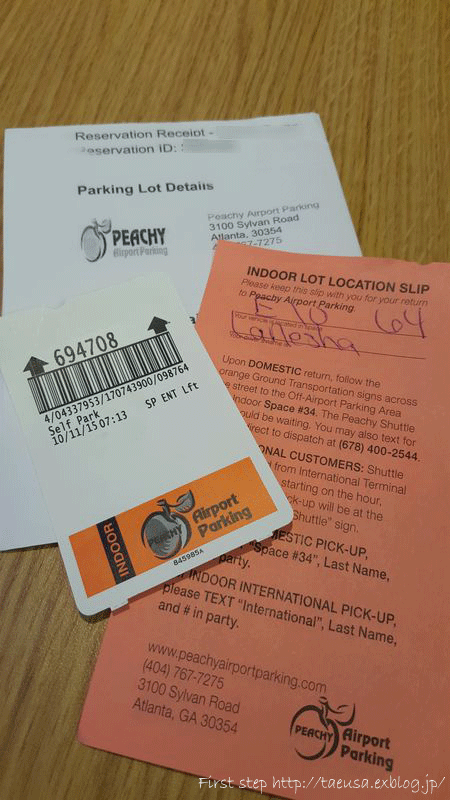 Reservation Receipt -
Reservation ID:
Parking Lot Details
PEACHY
Airport Parking
Peachy Airport Parking
3100 Sylvan Road
Atlanta, 30354
767-7275
694708
4/04337953/170743900/098764
Self Park
10/11/15 07:13 SP ENT Lft
INDOOR
PEACHY
Airport
Parking
845985A
INDOOR LOT LOCATION SLIP
Please keep this slip with you for your return
to Peachy Airport Parking
E 10 64
Your vehicle is located in space
Upon DOMESTIC return, follow the
orange Ground Transportation signs across
street to the Off-Airport Parking Area
Indoor Space #34. The Peachy Shuttle
be waiting. You may also text for
direct to dispatch at (678) 400-2544.
CUSTOMERS: Shuttle
from International Terminal
starting on the hour,
will be at the
Shuttle" sign.
PICK-UP,
"Space #34", Last Name,
party.
INDOOR INTERNATIONAL PICK-UP,
please TEXT "International", Last Name,
and # in party.
www.peachyairportparking.com
(404) 767-7275
3100 Sylvan Road
Atlanta, GA 30354
PEACHY
Airport
Parking
First step http://taeusa.exblog.jp/